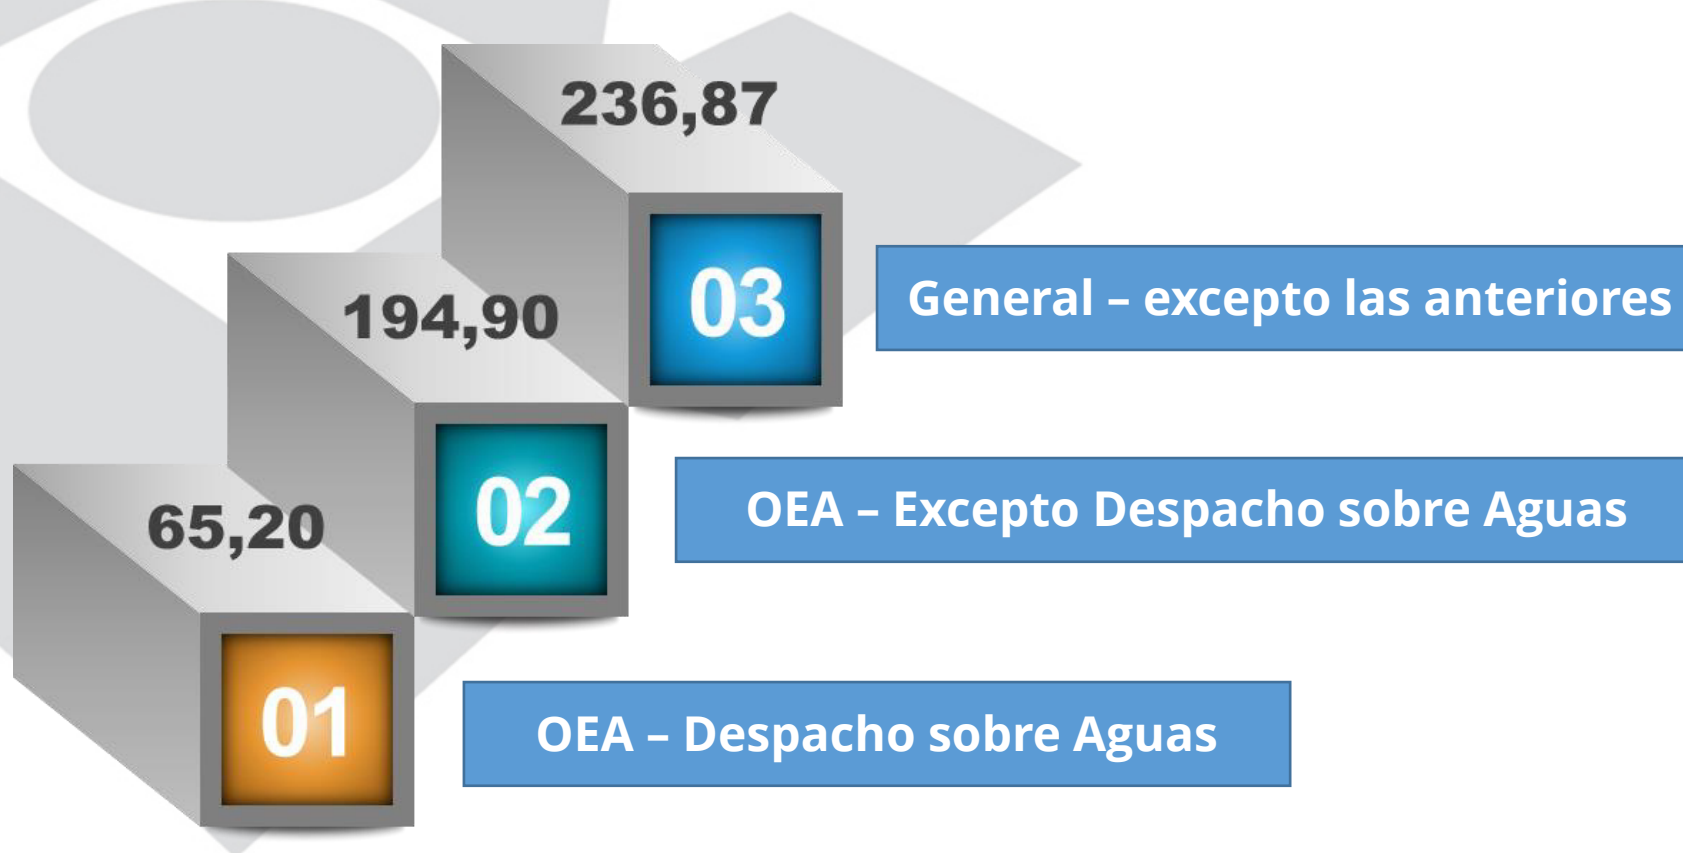 236,87
03
General – excepto las anteriores
194,90
02
OEA – Excepto Despacho sobre Aguas
65,20
01
OEA – Despacho sobre Aguas